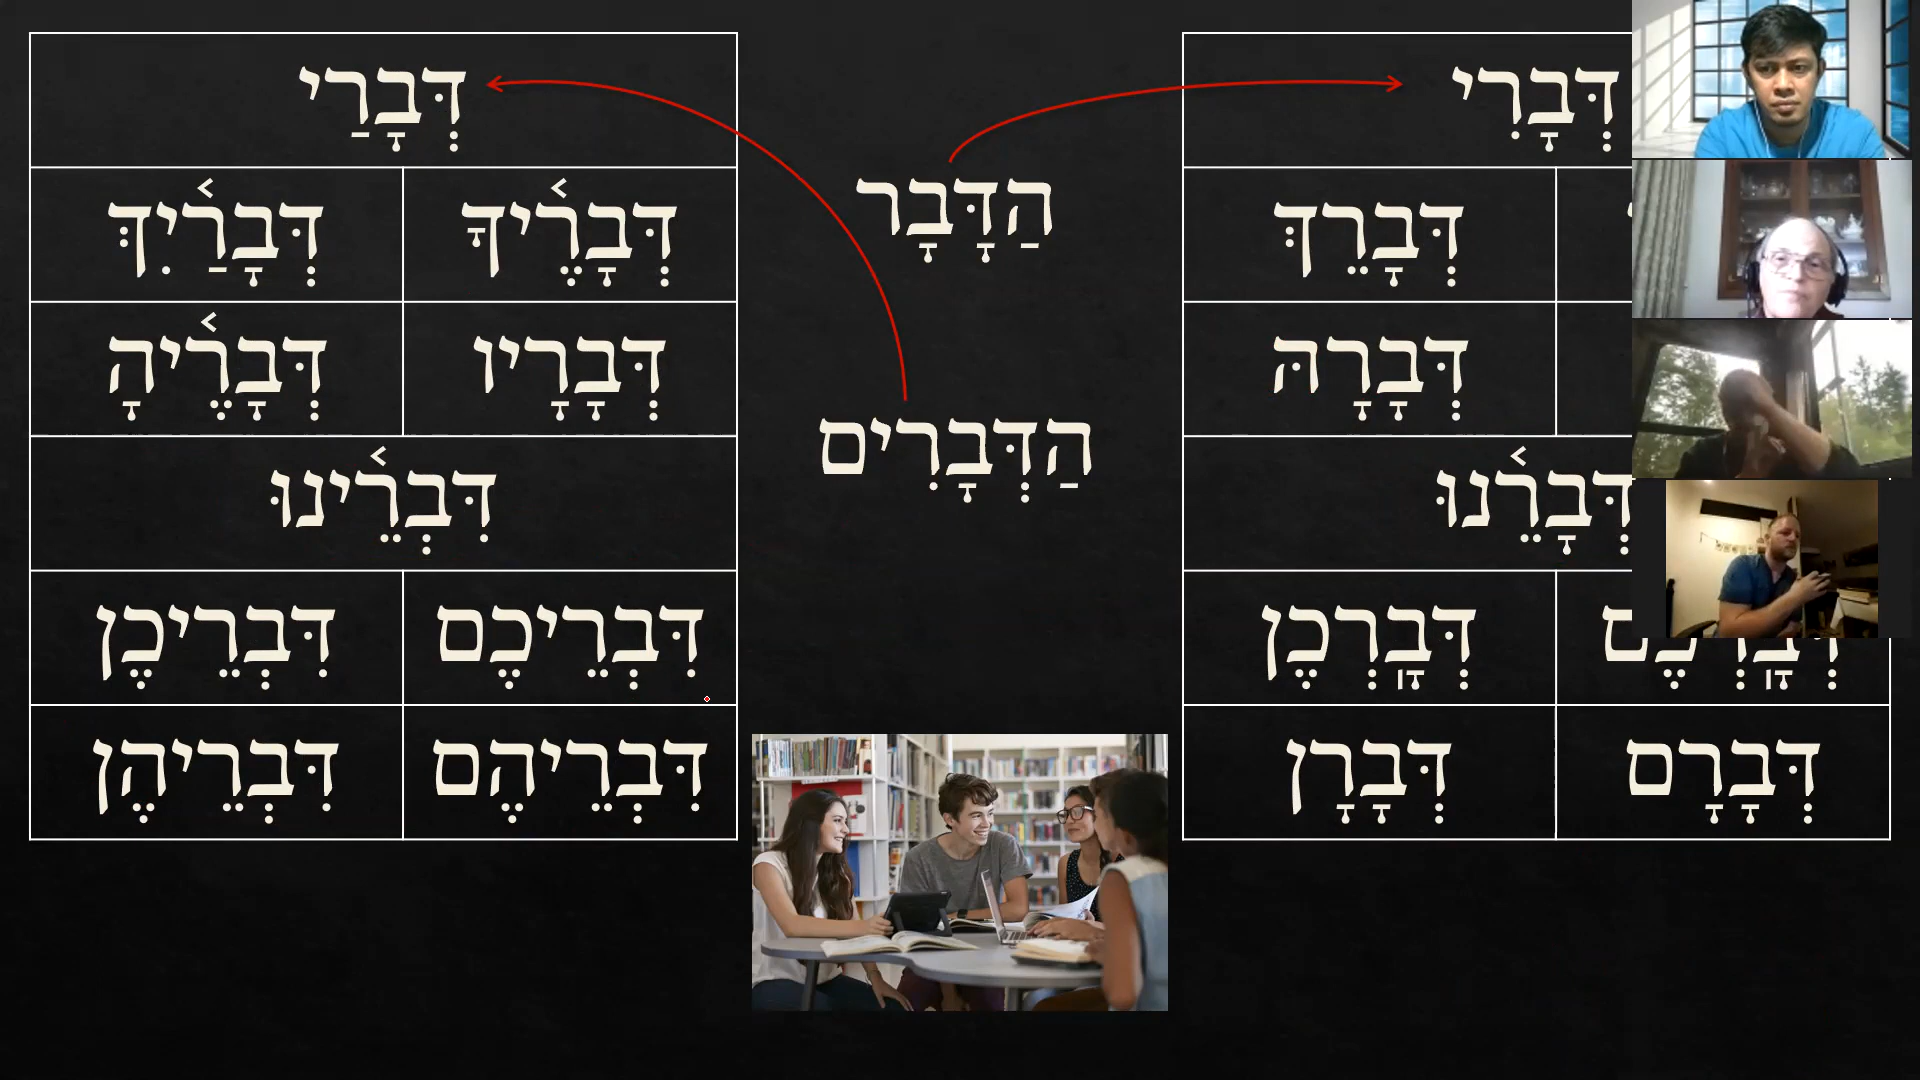 דְּבָרִי
דְּבָרֵךְ
דְּבָרָהּ
דְּבָרֵ֫נוּ
דְּבָרְכֶן
דְּבָרָם דְּבָרָן
הַדָּבָר
הַדְּבָרִים
דְּבָרַי
דְּבָרֶ֫יךָ דְּבָרַ֫יִךְ
דְּבָרָיו דְּבָרֶ֫יהָ
דִּבְרֵ֫ינוּ
דִּבְרֵיכֶם דִּבְרֵיכֶן
דִּבְרֵיהֶם דִּבְרֵיהֶן